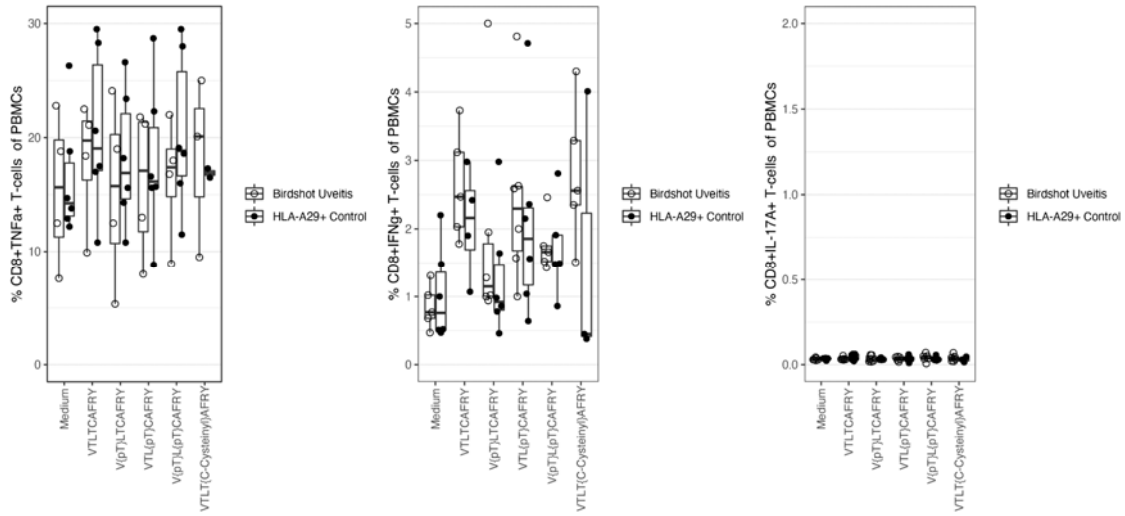 % CD8+TNFa+ T-cells of PBMCs
30
20
10
0
Medium
VTLTCAFRY
V(pT)LTCAFRY
VTL(pT)CAFRY
V(pT)L(pT)CAFRY
VTLT(C-Csteinyl)AFRY
Birdshot Uveitis
HLA-A29+ Control
% CD8+IFNg+ T-cells of PBMCs
5
4
3
2
1
0
Medium
VTLTCAFRY
V(pT)LTCAFRY
VTL(pT)CAFRY
V(pT)L(pT)CAFRY
VTLT(C-Cysteinyl)AFRY
Birdshot Uveitis
HLA-A29+ Control
% CD8+IL-17A+ T-cells of PBMCs
2.0
1.5
1.0
0.5
0.0
Medium
VTLTCAFRY
V(pT)LTCAFRY
VTL(pT)CAFRY
V(pT)L(pT)CAFRY
VTLT(C-Cysteinyl)AFRY
Birdshot Uveitis
HLA-A29+ Control